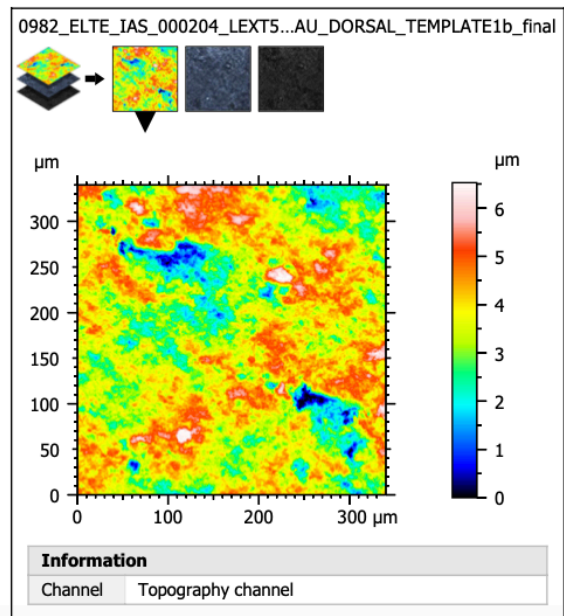 0982_ELTE_IAS_000204_LEXT5...AU_DORSAL_TEMPLATE1b_final
µm
µm
300
250
200
150
100
50
0
0
100
200
300 µm
6
5
4
3
2
1
0
Information
Channel Topography channel